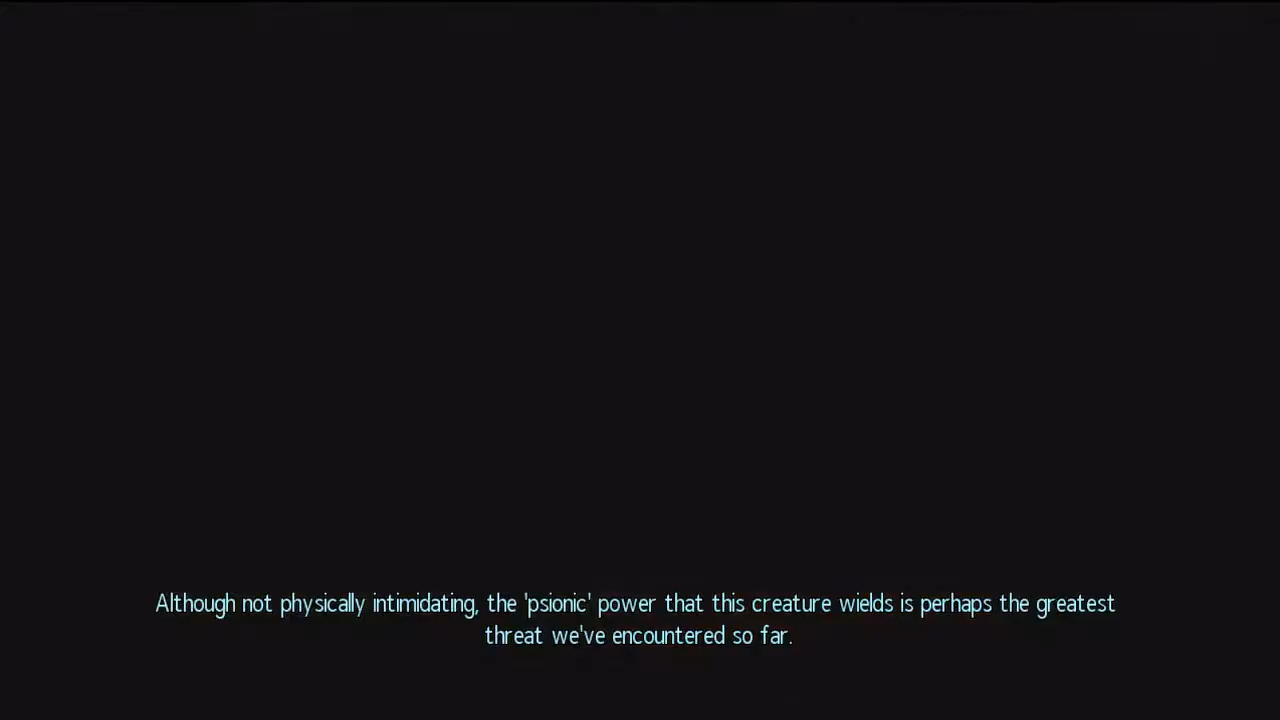 Although not physically intimidating, the 'psionic' power that this creature wields is perhaps the greatest
threat we've encountered so far.